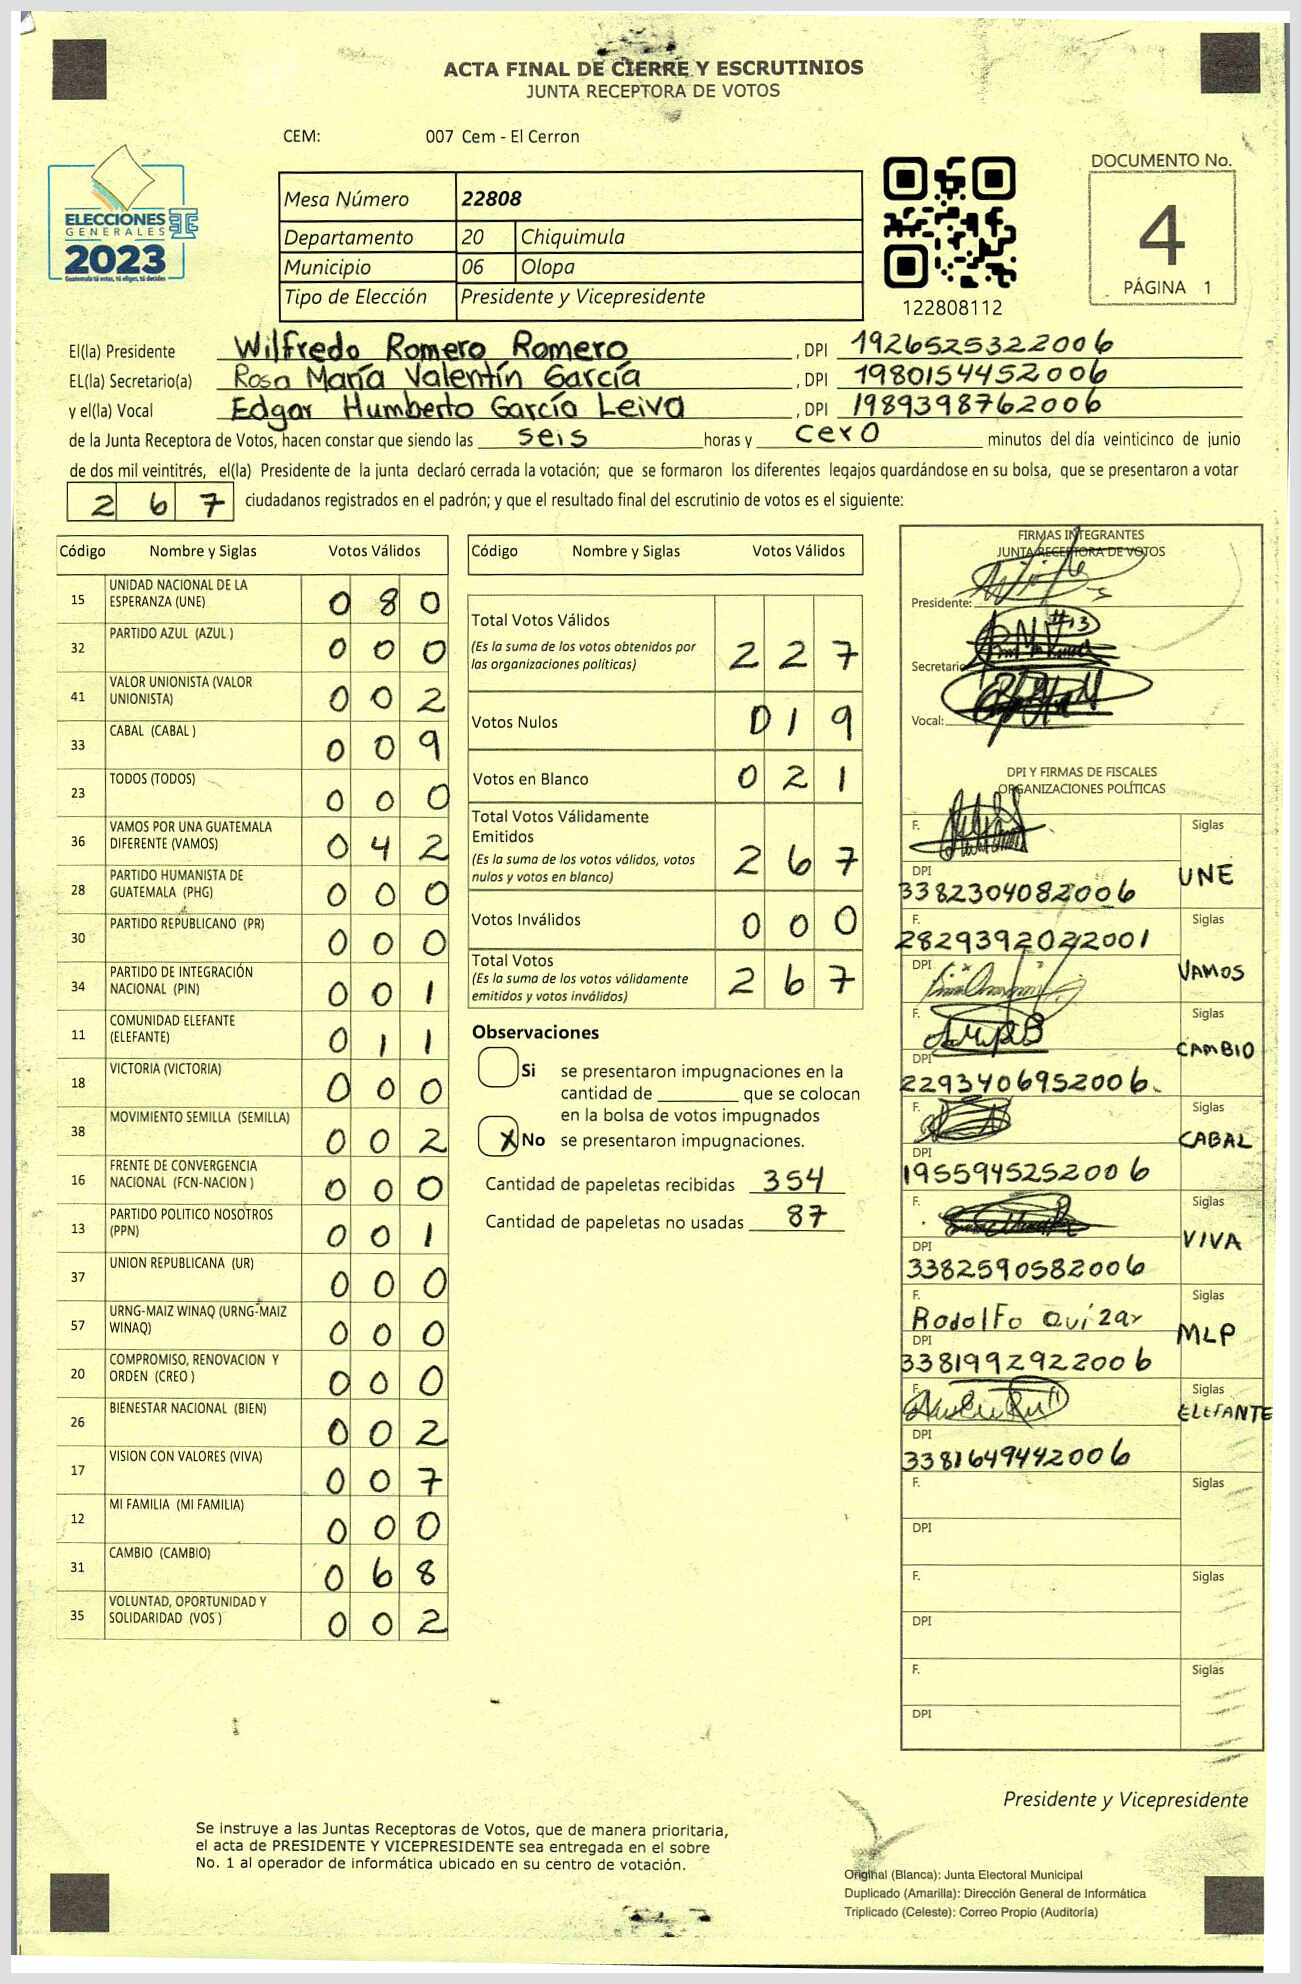 ACTA FINAL DE CIERRE Y ESCRUTINIOS
JUNTA RECEPTORA DE VOTOS
CEM: 007 Cem - El Cerron
ELECCIONES
GENERALES
2023
Guatemala tú votas, tú eliges, tú decides
Mesa Número 22808
Departamento 20 Chiquimula
Municipio 06 Olopa
Tipo de Elección Presidente y Vicepresidente
122808112
DOCUMENTO No.
4
PÁGINA 1
El(la) Presidente Wilfredo Romero Romero , DPI 1926525322006
EL(la) Secretario(a) Rosa María Valentín García , DPI 1980154452006
y el(la) Vocal Edgar Humberto García Leiva , DPI 1989398762006
de la Junta Receptora de Votos, hacen constar que siendo las seis horas y cero minutos del día veinticinco de junio
de dos mil veintitrés, el(la) Presidente de la junta declaró cerrada la votación; que se formaron los diferentes legajos quardándose en su bolsa, que se presentaron a votar
2 6 7 ciudadanos registrados en el padrón; y que el resultado final del escrutinio de votos es el siguiente:
Código Nombre y Siglas Votos Válidos
15 UNIDAD NACIONAL DE LA ESPERANZA (UNE) 0 8 0
32 PARTIDO AZUL (AZUL ) 0 0 0
41 VALOR UNIONISTA (VALOR UNIONISTA) 0 0 2
33 CABAL (CABAL ) 0 0 9
23 TODOS (TODOS) 0 0 0
36 VAMOS POR UNA GUATEMALA DIFERENTE (VAMOS) 0 4 2
28 PARTIDO HUMANISTA DE GUATEMALA (PHG) 0 0 0
30 PARTIDO REPUBLICANO (PR) 0 0 0
34 PARTIDO DE INTEGRACIÓN NACIONAL (PIN) 0 0 1
11 COMUNIDAD ELEFANTE (ELEFANTE) 0 1 1
18 VICTORIA (VICTORIA) 0 0 0
38 MOVIMIENTO SEMILLA (SEMILLA) 0 0 2
16 FRENTE DE CONVERGENCIA NACIONAL (FCN-NACION ) 0 0 0
13 PARTIDO POLITICO NOSOTROS (PPN) 0 0 1
37 UNION REPUBLICANA (UR) 0 0 0
57 URNG-MAIZ WINAQ (URNG-MAIZ WINAQ) 0 0 0
20 COMPROMISO, RENOVACION Y ORDEN (CREO ) 0 0 0
26 BIENESTAR NACIONAL (BIEN) 0 0 2
17 VISION CON VALORES (VIVA) 0 0 7
12 MI FAMILIA (MI FAMILIA) 0 0 0
31 CAMBIO (CAMBIO) 0 6 8
35 VOLUNTAD, OPORTUNIDAD Y SOLIDARIDAD (VOS ) 0 0 2
Código Nombre y Siglas Votos Válidos
Total Votos Válidos
(Es la suma de los votos obtenidos por las organizaciones políticas) 2 2 7
Votos Nulos 0 1 9
Votos en Blanco 0 2 1
Total Votos Válidamente Emitidos
(Es la suma de los votos válidos, votos nulos y votos en blanco) 2 6 7
Votos Inválidos 0 0 0
Total Votos
(Es la suma de los votos válidamente emitidos y votos inválidos) 2 6 7
Observaciones
Si se presentaron impugnaciones en la
cantidad de ________ que se colocan
en la bolsa de votos impugnados
X No se presentaron impugnaciones.
Cantidad de papeletas recibidas 354
Cantidad de papeletas no usadas 87
FIRMAS INTEGRANTES
JUNTA RECEPTORA DE VOTOS
Presidente:
Secretario
Vocal:
DPI Y FIRMAS DE FISCALES
ORGANIZACIONES POLÍTICAS
F. Siglas
DPI UNE
3382304082006
F. Siglas
2829392022001
DPI VAMOS
F. Siglas
DPI CAMBIO
2293406952006
F. Siglas
DPI CABAL
1955945252006
F. Siglas
DPI VIVA
3382590582006
F. Siglas
Rodolfo Quizar
DPI MLP
3381992922006
F. Siglas
ELEFANTE
DPI
3381649442006
F. Siglas
DPI
F. Siglas
DPI
F. Siglas
DPI
Presidente y Vicepresidente
Se instruye a las Juntas Receptoras de Votos, que de manera prioritaria,
el acta de PRESIDENTE Y VICEPRESIDENTE sea entregada en el sobre
No. 1 al operador de informática ubicado en su centro de votación.
Original (Blanca): Junta Electoral Municipal
Duplicado (Amarilla): Dirección General de Informática
Triplicado (Celeste): Correo Propio (Auditoría)